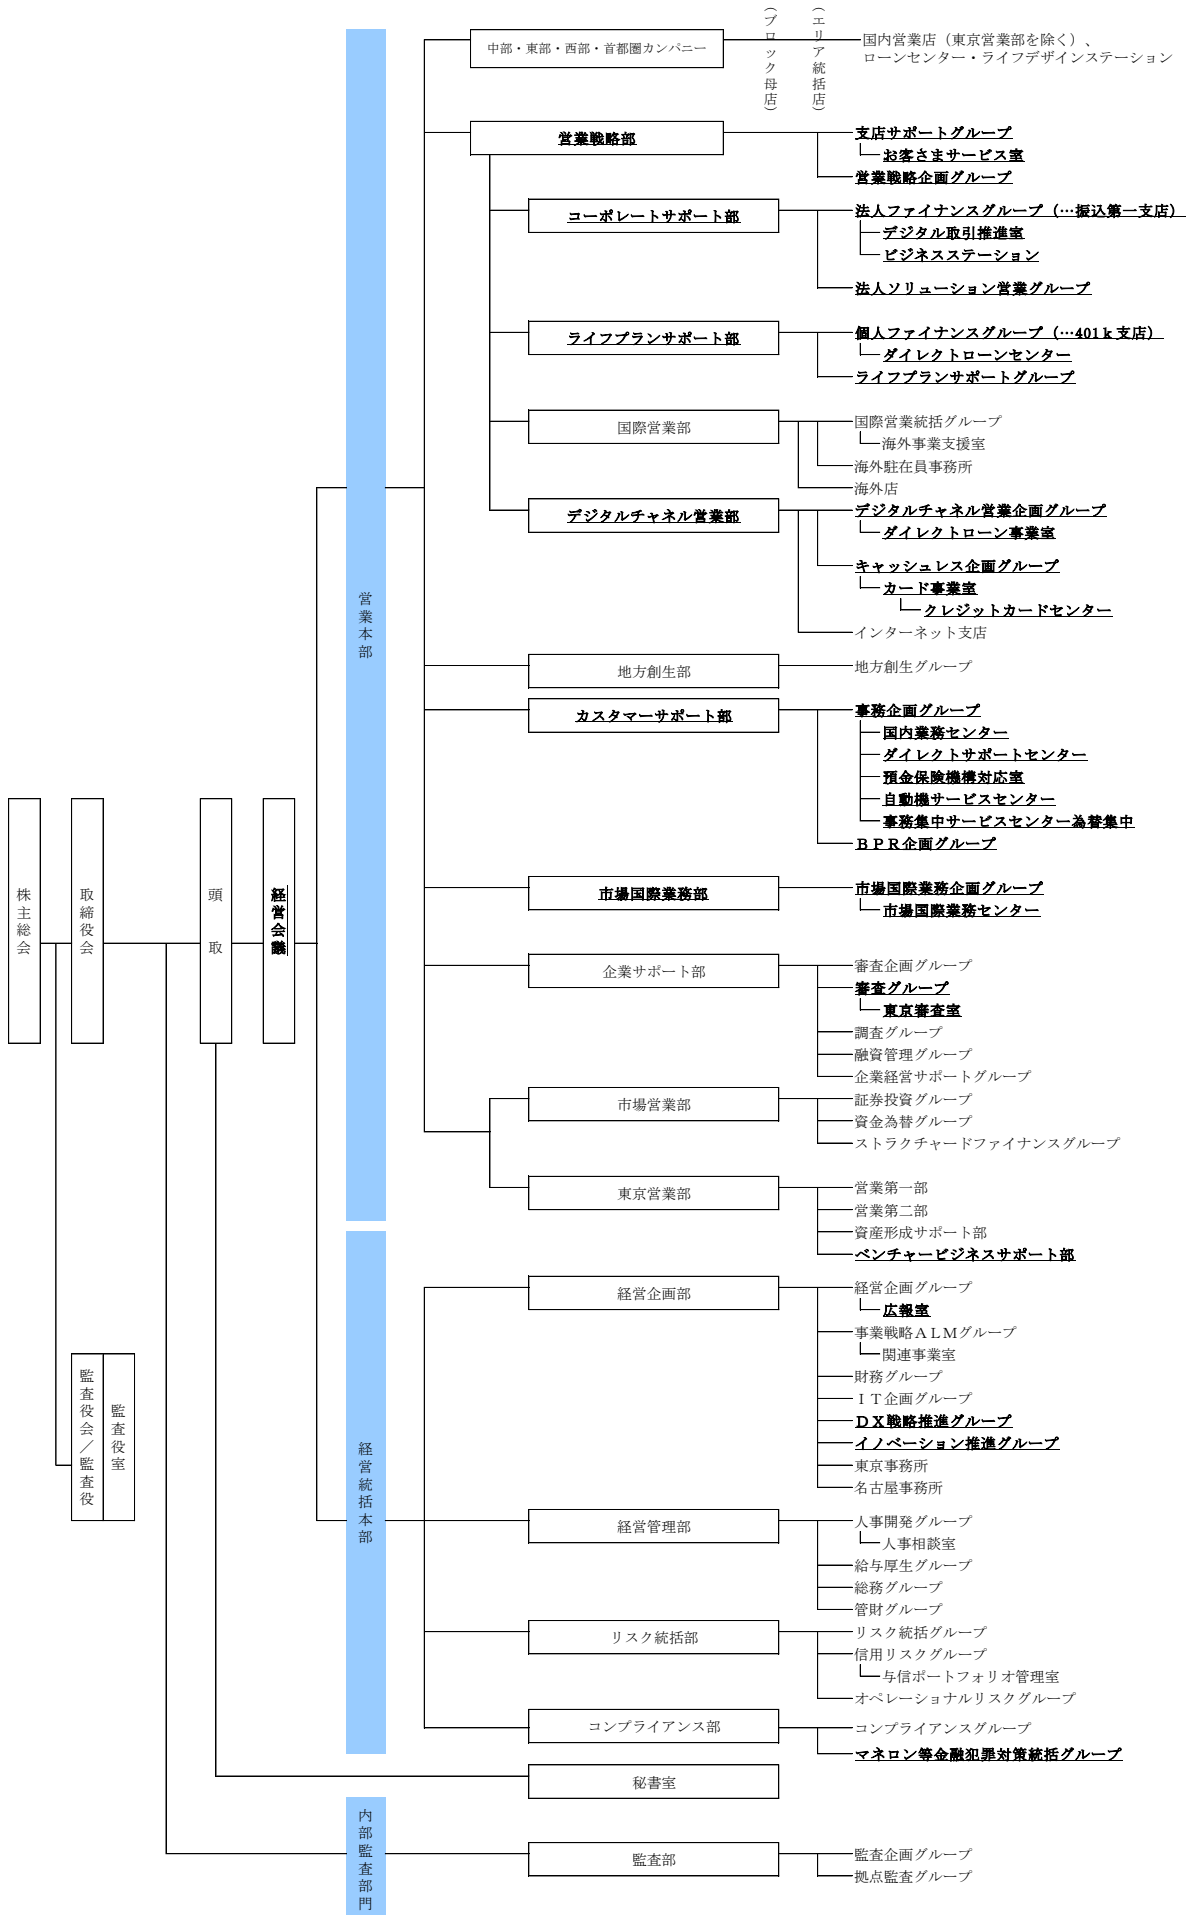 （ブロック母店）
（エリア統括店）
中部・東部・西部・首都圏カンパニー
国内営業店（東京営業部を除く）、
ローンセンター・ライフデザインステーション
営業戦略部
支店サポートグループ
お客さまサービス室
営業戦略企画グループ
コーポレートサポート部
法人ファイナンスグループ（…振込第一支店）
デジタル取引推進室
ビジネスステーション
法人ソリューション営業グループ
ライフプランサポート部
個人ファイナンスグループ（…401k支店）
ダイレクトローンセンター
ライフプランサポートグループ
国際営業部
国際営業統括グループ
海外事業支援室
海外駐在員事務所
海外店
デジタルチャネル営業部
デジタルチャネル営業企画グループ
ダイレクトローン事業室
キャッシュレス企画グループ
カード事業室
クレジットカードセンター
インターネット支店
営業本部
地方創生部
地方創生グループ
カスタマーサポート部
事務企画グループ
国内業務センター
ダイレクトサポートセンター
預金保険機構対応室
自動機サービスセンター
事務集中サービスセンター為替集中
ＢＰＲ企画グループ
株主総会
取締役会
頭取
経営会議
市場国際業務部
市場国際業務企画グループ
市場国際業務センター
企業サポート部
審査企画グループ
審査グループ
東京審査室
調査グループ
融資管理グループ
企業経営サポートグループ
市場営業部
証券投資グループ
資金為替グループ
ストラクチャードファイナンスグループ
東京営業部
営業第一部
営業第二部
資産形成サポート部
ベンチャービジネスサポート部
経営企画部
経営企画グループ
広報室
事業戦略ＡＬＭグループ
関連事業室
財務グループ
ＩＴ企画グループ
ＤＸ戦略推進グループ
イノベーション推進グループ
東京事務所
名古屋事務所
監査役会／監査役
監査役室
経営統括本部
経営管理部
人事開発グループ
人事相談室
給与厚生グループ
総務グループ
管財グループ
リスク統括部
リスク統括グループ
信用リスクグループ
与信ポートフォリオ管理室
オペレーショナルリスクグループ
コンプライアンス部
コンプライアンスグループ
マネロン等金融犯罪対策統括グループ
秘書室
内部監査部門
監査部
監査企画グループ
拠点監査グループ